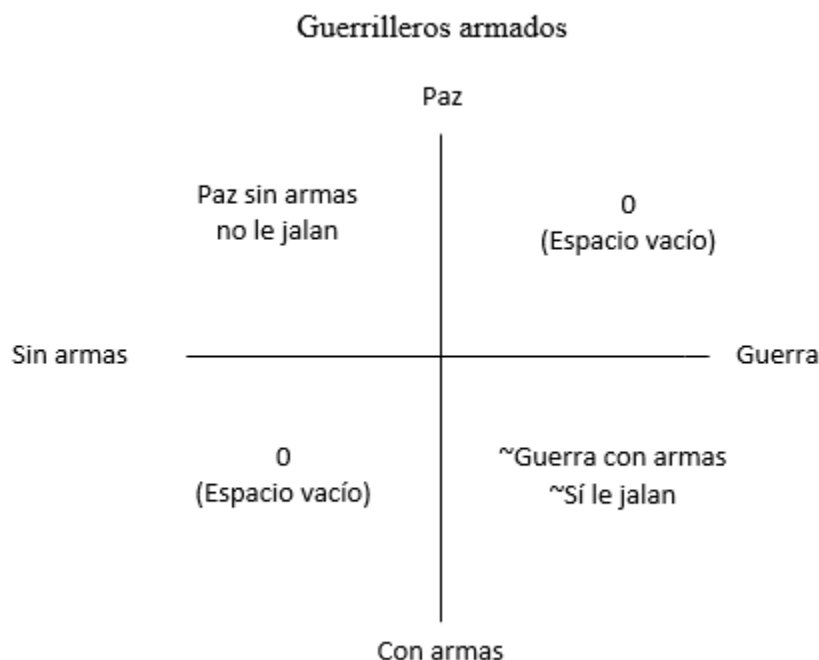 Guerrilleros armados
Paz
Paz sin armas
no le jalan
0
(Espacio vacío)
Sin armas
Guerra
0
(Espacio vacío)
~Guerra con armas
~Sí le jalan
Con armas